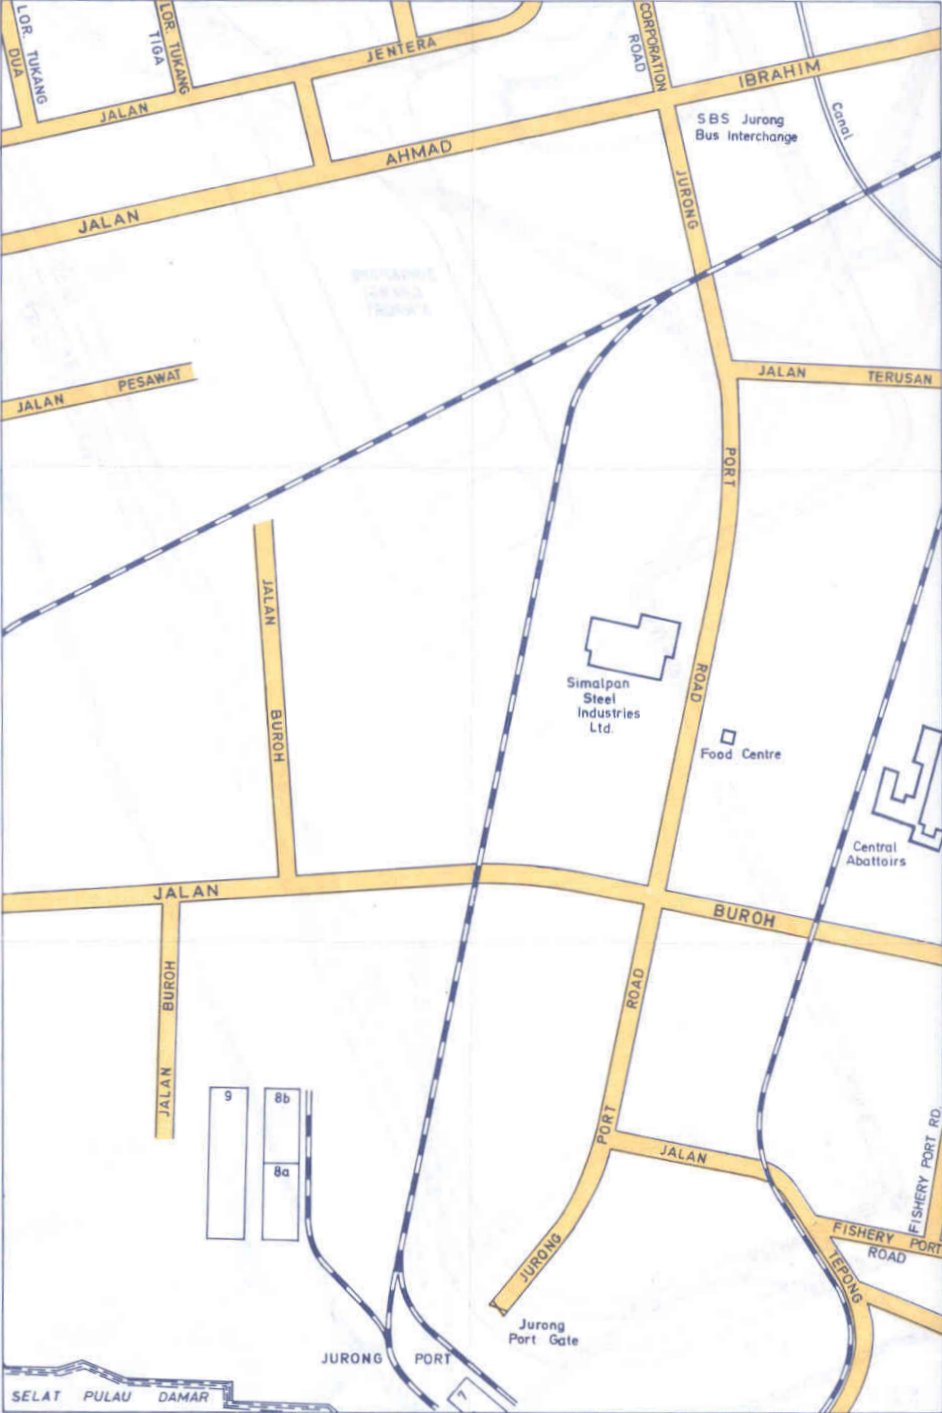 LOR. TUKANG
DUA
LOR. TUKANG
TIGA
JALAN JENTERA
CORPORATION
ROAD
JALAN AHMAD IBRAHIM
SBS Jurong
Bus Interchange
Canal
JURONG PORT ROAD
JALAN TERUSAN
JALAN PESAWAT
JALAN BUROH
Simalpan
Steel
Industries
Ltd.
Food Centre
Central
Abattoirs
JALAN BUROH
JALAN BUROH
JURONG PORT ROAD
9
8b
8a
JALAN TEPONG
FISHERY PORT RD.
FISHERY PORT
ROAD
Jurong
Port Gate
JURONG PORT
7
SELAT PULAU DAMAR